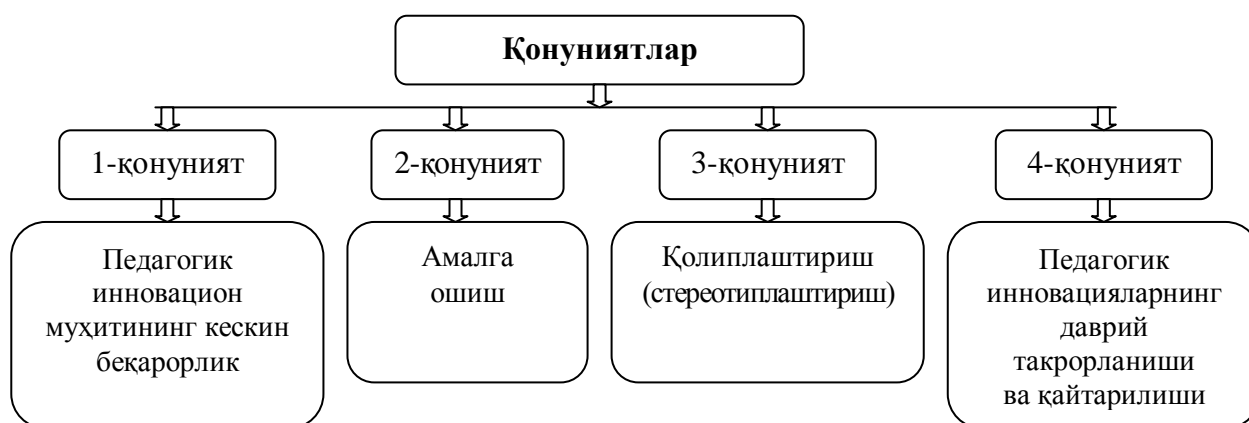 Қонуниятлар
1-қонуният
2-қонуният
3-қонуният
4-қонуният
Педагогик
инновацион
муҳитининг кескин
беқарорлик
Амалга
ошиш
Қолиплаштириш
(стереотиплаштириш)
Педагогик
инновацияларнинг
даврий
такрорланиши
ва қайтарилиши